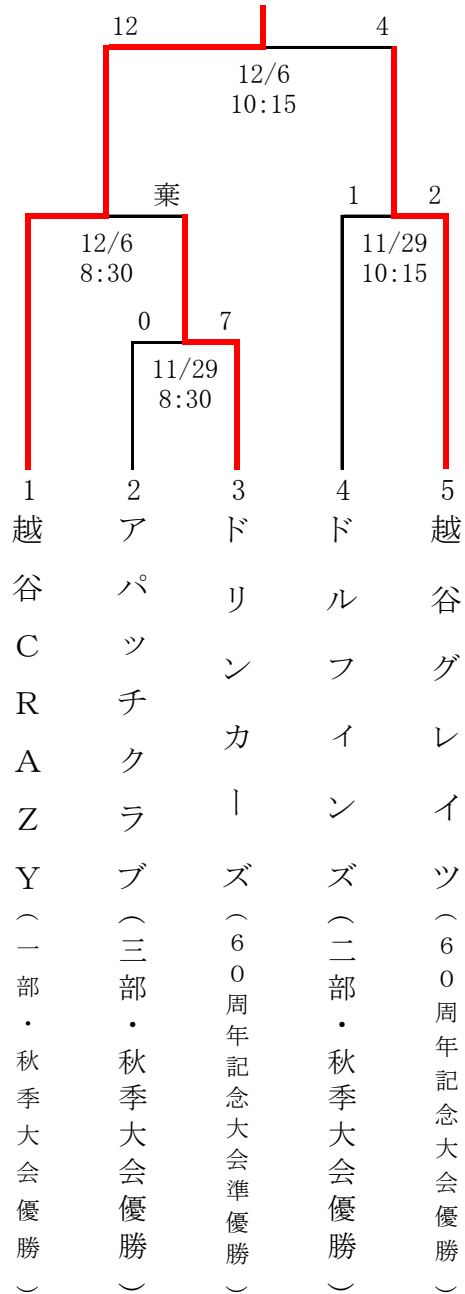 12 4
12/6
10:15
棄 1 2
12/6
8:30
11/29
10:15
0 7
11/29
8:30
1 2 3 4 5
越谷CRAZY(一部・秋季大会優勝)
アパッチクラブ(三部・秋季大会優勝)
ドリンカーズ(60周年記念大会準優勝)
ドルフィンズ(二部・秋季大会優勝)
越谷グレイツ(60周年記念大会優勝)